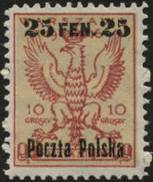 25 FEN. 25
10 10
GROSZY GROSZY
Poczta Polska